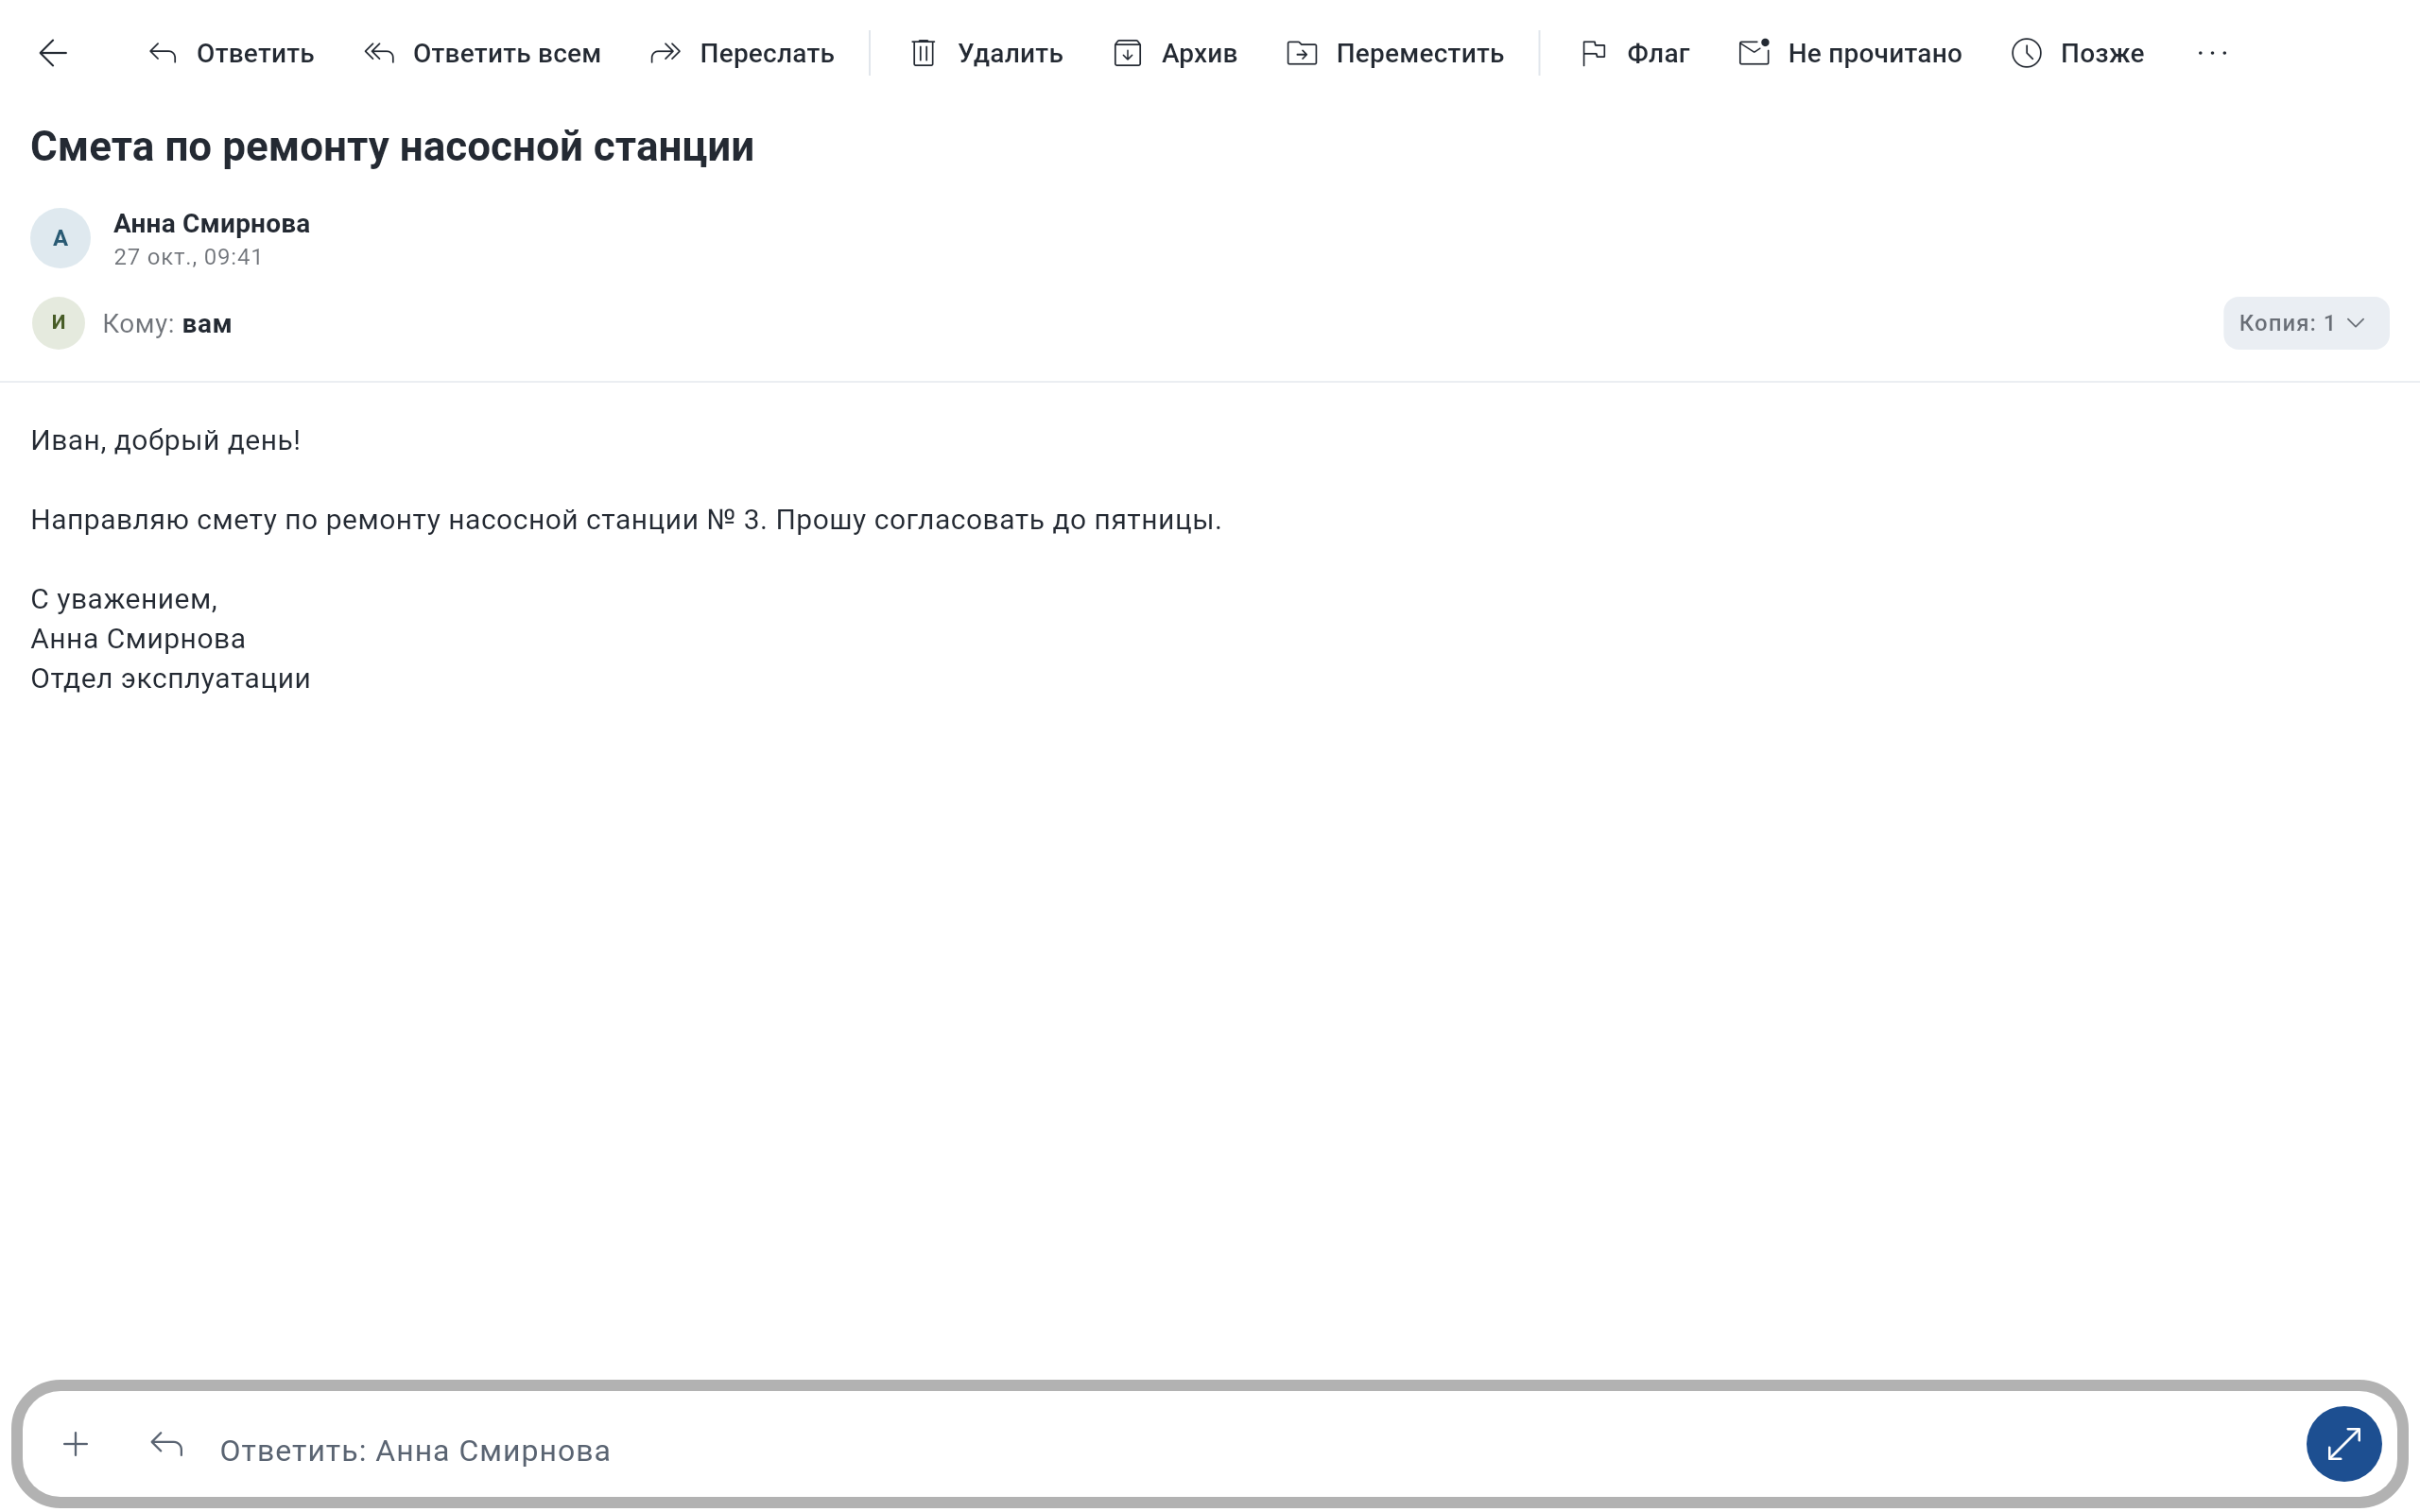 Ответить Ответить всем Переслать Удалить Архив Переместить Флаг Не прочитано Позже
Смета по ремонту насосной станции
А
Анна Смирнова
27 окт., 09:41
И
Кому: вам
Копия: 1
Иван, добрый день!
Направляю смету по ремонту насосной станции № 3. Прошу согласовать до пятницы.
С уважением,
Анна Смирнова
Отдел эксплуатации
Ответить: Анна Смирнова